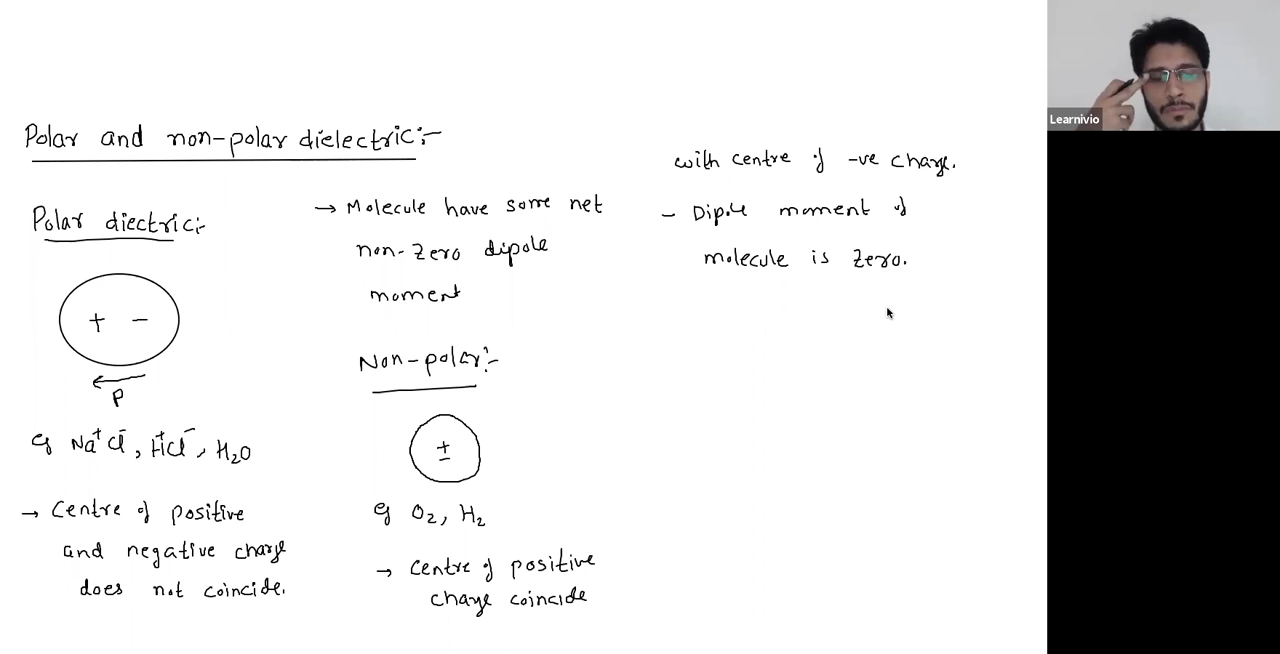 Polar and non-polar dielectric:-
Polar diectric:-
+ -
P
eg Na⁺Cl⁻, H⁺Cl⁻, H₂O
→ Centre of positive
and negative charge
does not coincide.
→ Molecule have some net
non-zero dipole
moment
Non-polar:-
±
eg O₂, H₂
→ Centre of positive
charge coincide
with centre of -ve charge.
- Dipole moment of
molecule is zero.
Learnivio